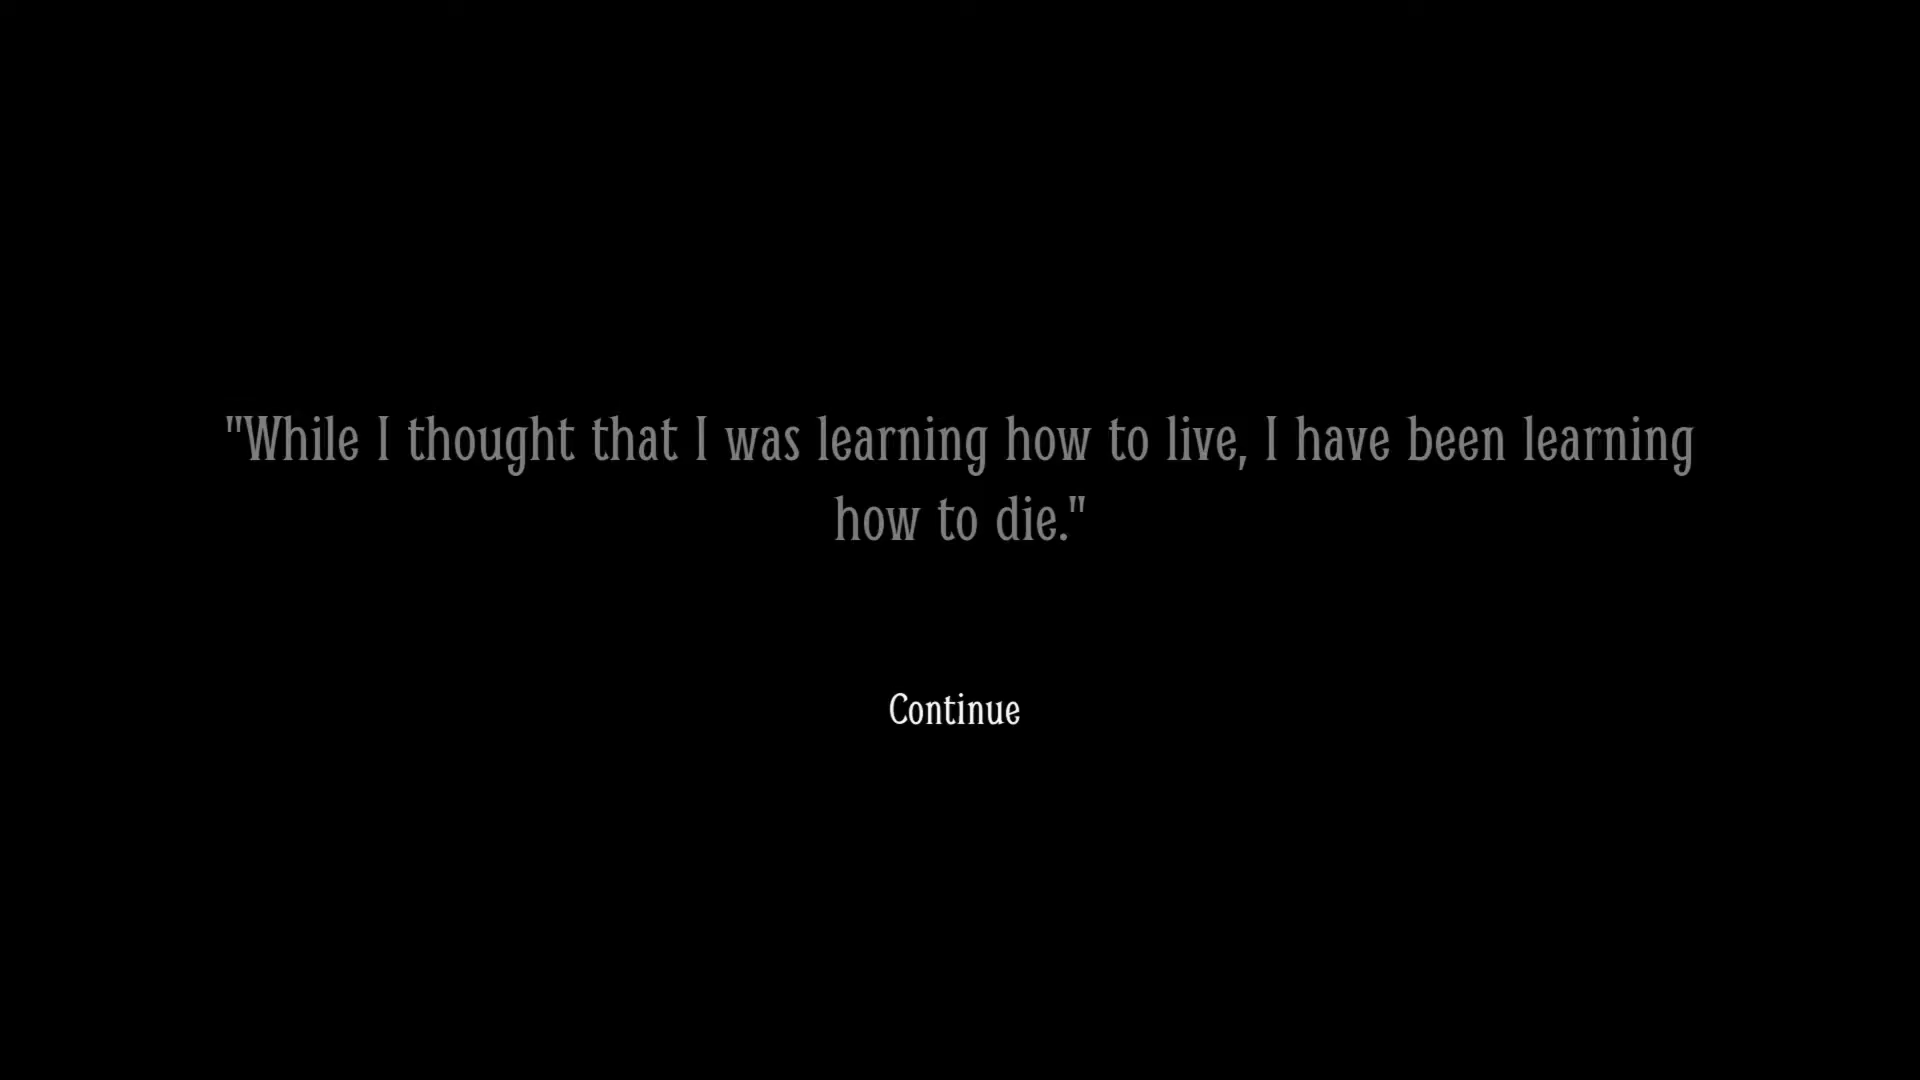 "While I thought that I was learning how to live, I have been learning
how to die."
Continue